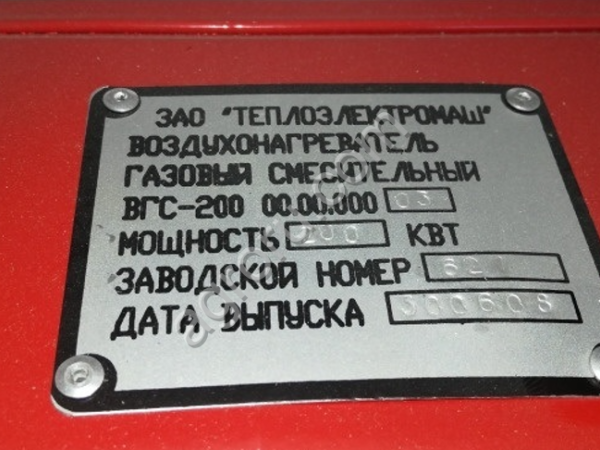 ЗАО "ТЕПЛОЭЛЕКТРОМАШ"
ВОЗДУХОНАГРЕВАТЕЛЬ
ГАЗОВЫЙ СМЕСИТЕЛЬНЫЙ
ВГС-200 00.00.000 03
МОЩНОСТЬ 200 КВТ
ЗАВОДСКОЙ НОМЕР
ДАТА ВЫПУСКА 300608